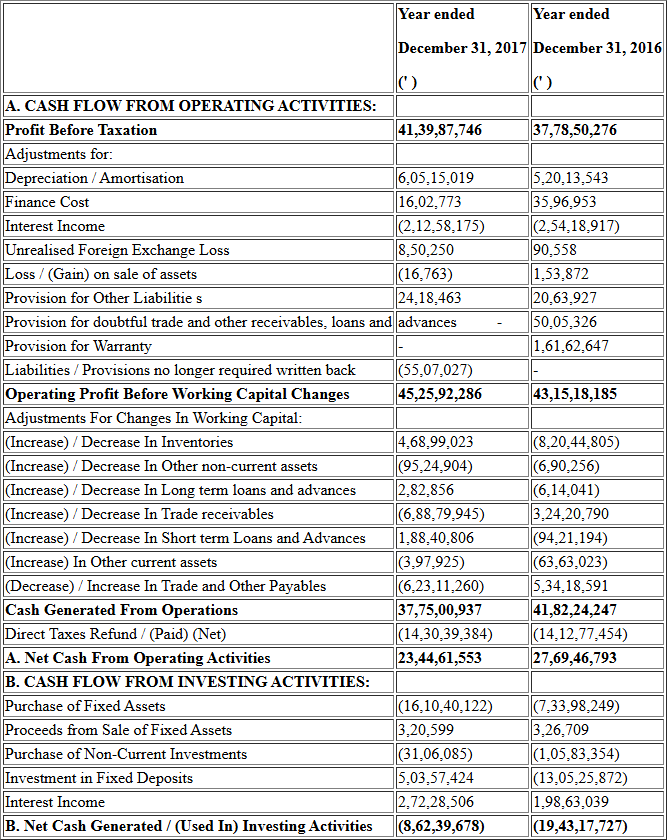 Year ended Year ended
December 31, 2017 December 31, 2016
(' ) (' )
A. CASH FLOW FROM OPERATING ACTIVITIES:
Profit Before Taxation 41,39,87,746 37,78,50,276
Adjustments for:
Depreciation / Amortisation 6,05,15,019 5,20,13,543
Finance Cost 16,02,773 35,96,953
Interest Income (2,12,58,175) (2,54,18,917)
Unrealised Foreign Exchange Loss 8,50,250 90,558
Loss / (Gain) on sale of assets (16,763) 1,53,872
Provision for Other Liabilitie s 24,18,463 20,63,927
Provision for doubtful trade and other receivables, loans and advances - 50,05,326
Provision for Warranty - 1,61,62,647
Liabilities / Provisions no longer required written back (55,07,027) -
Operating Profit Before Working Capital Changes 45,25,92,286 43,15,18,185
Adjustments For Changes In Working Capital:
(Increase) / Decrease In Inventories 4,68,99,023 (8,20,44,805)
(Increase) / Decrease In Other non-current assets (95,24,904) (6,90,256)
(Increase) / Decrease In Long term loans and advances 2,82,856 (6,14,041)
(Increase) / Decrease In Trade receivables (6,88,79,945) 3,24,20,790
(Increase) / Decrease In Short term Loans and Advances 1,88,40,806 (94,21,194)
(Increase) In Other current assets (3,97,925) (63,63,023)
(Decrease) / Increase In Trade and Other Payables (6,23,11,260) 5,34,18,591
Cash Generated From Operations 37,75,00,937 41,82,24,247
Direct Taxes Refund / (Paid) (Net) (14,30,39,384) (14,12,77,454)
A. Net Cash From Operating Activities 23,44,61,553 27,69,46,793
B. CASH FLOW FROM INVESTING ACTIVITIES:
Purchase of Fixed Assets (16,10,40,122) (7,33,98,249)
Proceeds from Sale of Fixed Assets 3,20,599 3,26,709
Purchase of Non-Current Investments (31,06,085) (1,05,83,354)
Investment in Fixed Deposits 5,03,57,424 (13,05,25,872)
Interest Income 2,72,28,506 1,98,63,039
B. Net Cash Generated / (Used In) Investing Activities (8,62,39,678) (19,43,17,727)